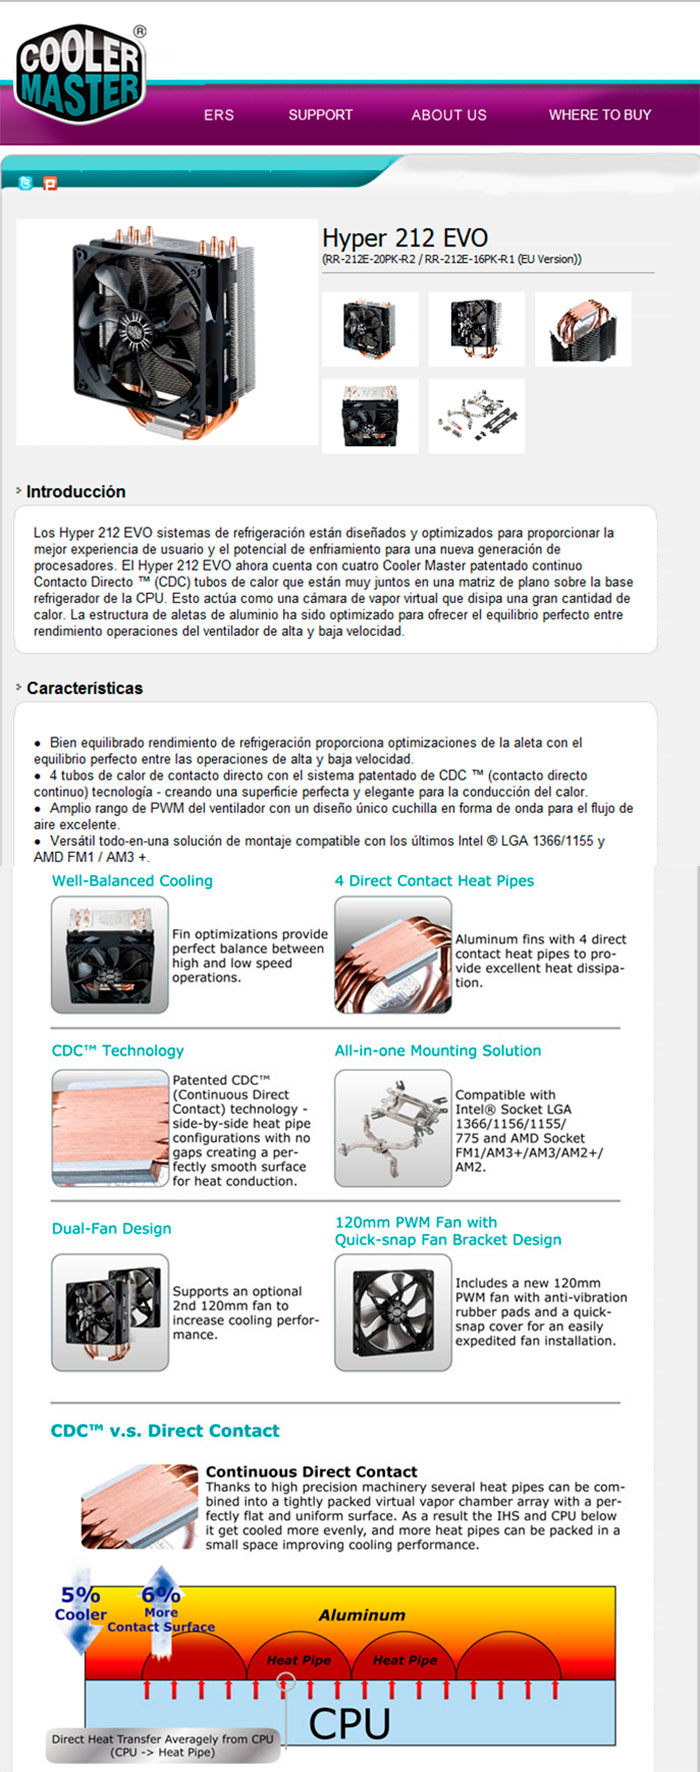 COOLER
MASTER
®
ERS SUPPORT ABOUT US WHERE TO BUY
Hyper 212 EVO
(RR-212E-20PK-R2 / RR-212E-16PK-R1 (EU Version))
Introducción
Los Hyper 212 EVO sistemas de refrigeración están diseñados y optimizados para proporcionar la
mejor experiencia de usuario y el potencial de enfriamiento para una nueva generación de
procesadores. El Hyper 212 EVO ahora cuenta con cuatro Cooler Master patentado continuo
Contacto Directo ™ (CDC) tubos de calor que están muy juntos en una matriz de plano sobre la base
refrigerador de la CPU. Esto actúa como una cámara de vapor virtual que disipa una gran cantidad de
calor. La estructura de aletas de aluminio ha sido optimizado para ofrecer el equilibrio perfecto entre
rendimiento operaciones del ventilador de alta y baja velocidad.
Características
● Bien equilibrado rendimiento de refrigeración proporciona optimizaciones de la aleta con el
equilibrio perfecto entre las operaciones de alta y baja velocidad.
● 4 tubos de calor de contacto directo con el sistema patentado de CDC ™ (contacto directo
continuo) tecnología - creando una superficie perfecta y elegante para la conducción del calor.
● Amplio rango de PWM del ventilador con un diseño único cuchilla en forma de onda para el flujo de
aire excelente.
● Versátil todo-en-una solución de montaje compatible con los últimos Intel ® LGA 1366/1155 y
AMD FM1 / AM3 +.
Well-Balanced Cooling
Fin optimizations provide
perfect balance between
high and low speed
operations.
4 Direct Contact Heat Pipes
Aluminum fins with 4 direct
contact heat pipes to pro-
vide excellent heat dissipa-
tion.
CDC™ Technology
Patented CDC™
(Continuous Direct
Contact) technology -
side-by-side heat pipe
configurations with no
gaps creating a per-
fectly smooth surface
for heat conduction.
All-in-one Mounting Solution
Compatible with
Intel® Socket LGA
1366/1156/1155/
775 and AMD Socket
FM1/AM3+/AM3/AM2+/
AM2.
Dual-Fan Design
Supports an optional
2nd 120mm fan to
increase cooling perfor-
mance.
120mm PWM Fan with
Quick-snap Fan Bracket Design
Includes a new 120mm
PWM fan with anti-vibration
rubber pads and a quick-
snap cover for an easily
expedited fan installation.
CDC™ v.s. Direct Contact
Continuous Direct Contact
Thanks to high precision machinery several heat pipes can be com-
bined into a tightly packed virtual vapor chamber array with a per-
fectly flat and uniform surface. As a result the IHS and CPU below
it get cooled more evenly, and more heat pipes can be packed in a
small space improving cooling performance.
5%
Cooler
6%
More
Contact Surface
Aluminum
Heat Pipe Heat Pipe
CPU
Direct Heat Transfer Averagely from CPU
(CPU -> Heat Pipe)